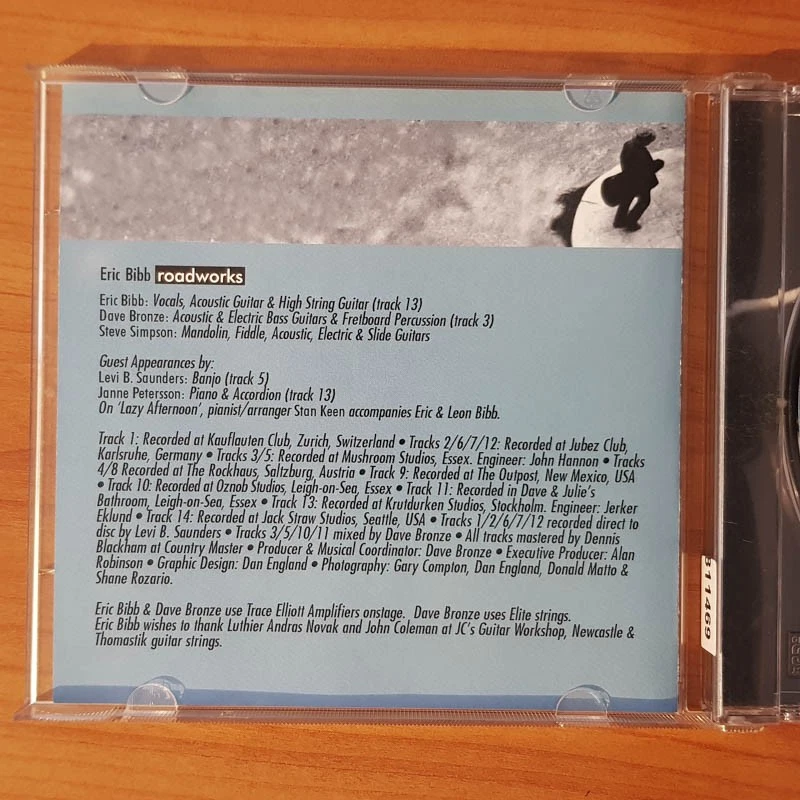 Eric Bibb roadworks
Eric Bibb: Vocals, Acoustic Guitar & High String Guitar (track 13)
Dave Bronze: Acoustic & Electric Bass Guitars & Fretboard Percussion (track 3)
Steve Simpson: Mandolin, Fiddle, Acoustic, Electric & Slide Guitars
Guest Appearances by:
Levi B. Saunders: Banjo (track 5)
Janne Petersson: Piano & Accordion (track 13)
On 'Lazy Afternoon', pianist/arranger Stan Keen accompanies Eric & Leon Bibb.
Track 1: Recorded at Kauflauten Club, Zurich, Switzerland • Tracks 2/6/7/12: Recorded at Jubez Club,
Karlsruhe, Germany • Tracks 3/5: Recorded at Mushroom Studios, Essex. Engineer: John Hannon • Tracks
4/8 Recorded at The Rockhaus, Saltzburg, Austria • Track 9: Recorded at The Outpost, New Mexico, USA
• Track 10: Recorded at Oznob Studios, Leigh-on-Sea, Essex • Track 11: Recorded in Dave & Julie's
Bathroom, Leigh-on-Sea, Essex • Track 13: Recorded at Krutdurken Studios, Stockholm. Engineer: Jerker
Eklund • Track 14: Recorded at Jack Straw Studios, Seattle, USA • Tracks 1/2/6/7/12 recorded direct to
disc by Levi B. Saunders • Tracks 3/5/10/11 mixed by Dave Bronze • All tracks mastered by Dennis
Blackham at Country Master • Producer & Musical Coordinator: Dave Bronze • Executive Producer: Alan
Robinson • Graphic Design: Dan England • Photography: Gary Compton, Dan England, Donald Matto &
Shane Rozario.
Eric Bibb & Dave Bronze use Trace Elliott Amplifiers onstage. Dave Bronze uses Elite strings.
Eric Bibb wishes to thank Luthier Andras Novak and John Coleman at JC's Guitar Workshop, Newcastle &
Thomastik guitar strings.
311469